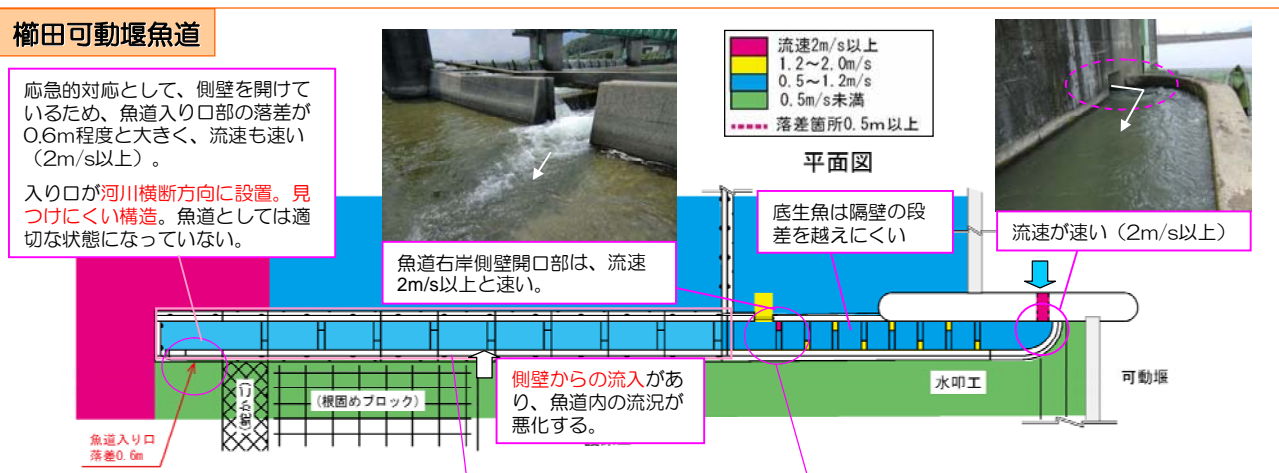 櫛田可動堰魚道
応急的対応として、側壁を開けて
いるため、魚道入り口部の落差が
0.6m程度と大きく、流速も速い
（2m/s以上）。
入り口が河川横断方向に設置。見
つけにくい構造。魚道としては適
切な状態になっていない。
流速2m/s以上
1.2～2.0m/s
0.5～1.2m/s
0.5m/s未満
落差箇所0.5m以上
平面図
魚道右岸側壁開口部は、流速
2m/s以上と速い。
底生魚は隔壁の段
差を越えにくい
流速が速い（2m/s以上）
側壁からの流入があ
り、魚道内の流況が
悪化する。
(蛇かご)
(根固めブロック)
水叩工
可動堰
魚道入り口
落差0.6m